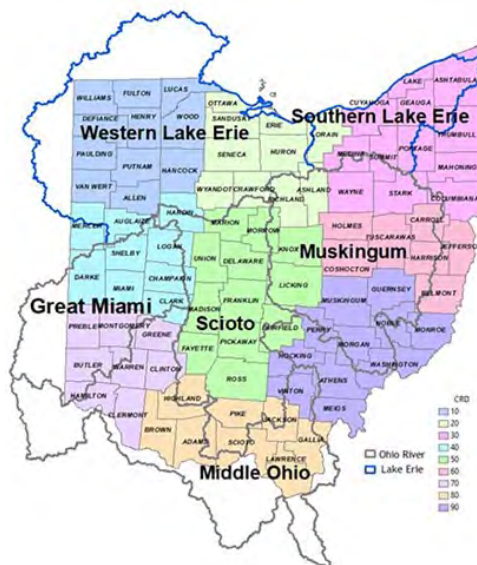 LAKE
ASHTABULA
FULTON
LUCAS
WILLIAMS
OTTAWA
CUYAHOGA
GEAUGA
DEFIANCE
HENRY
WOOD
SANDUSKY
ERIE
Southern Lake Erie
Western Lake Erie
LORAIN
TRUMBULL
PAULDING
SENECA
HURON
MEDINA
SUMMIT
PORTAGE
MAHONING
PUTNAM
HANCOCK
VAN WERT
WYANDOT
CRAWFORD
ASHLAND
WAYNE
STARK
COLUMBIANA
ALLEN
RICHLAND
HARDIN
MERCER
AUGLAIZE
MARION
MORROW
HOLMES
CARROLL
LOGAN
KNOX
TUSCARAWAS
JEFFERSON
SHELBY
UNION
DELAWARE
Muskingum
HARRISON
DARKE
COSHOCTON
MIAMI
CHAMPAIGN
LICKING
GUERNSEY
BELMONT
Great Miami
CLARK
FRANKLIN
MUSKINGUM
MADISON
Scioto
PREBLE
MONTGOMERY
GREENE
FAIRFIELD
PERRY
NOBLE
MONROE
FAYETTE
PICKAWAY
MORGAN
BUTLER
WARREN
CLINTON
HOCKING
WASHINGTON
ROSS
ATHENS
HAMILTON
HIGHLAND
VINTON
CLERMONT
PIKE
MEIGS
BROWN
JACKSON
ADAMS
SCIOTO
GALLIA
LAWRENCE
Middle Ohio
CRD
10
20
30
40
50
60
70
80
90
Ohio River
Lake Erie